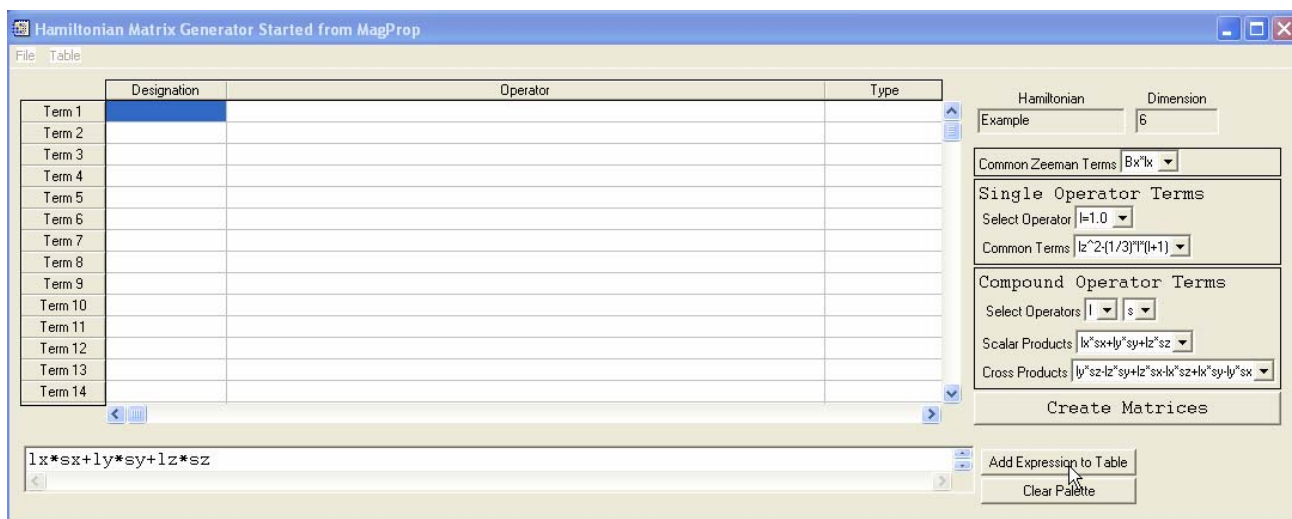 Hamiltonian Matrix Generator Started from MagProp
File Table
Designation Operator Type
Term 1
Term 2
Term 3
Term 4
Term 5
Term 6
Term 7
Term 8
Term 9
Term 10
Term 11
Term 12
Term 13
Term 14
Hamiltonian Dimension
Example 6
Common Zeeman Terms Bx*lx
Single Operator Terms
Select Operator l=1.0
Common Terms lz^2-(1/3)*l*(l+1)
Compound Operator Terms
Select Operators l s
Scalar Products lx*sx+ly*sy+lz*sz
Cross Products ly*sz-lz*sy+lz*sx-lx*sz+lx*sy-ly*sx
Create Matrices
lx*sx+ly*sy+lz*sz
Add Expression to Table
Clear Palette